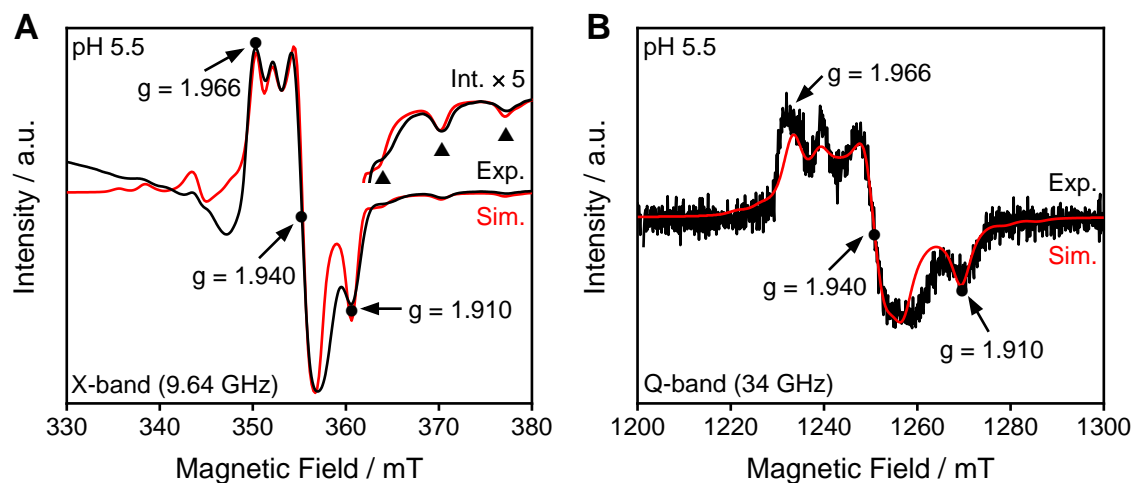 A
pH 5.5
g = 1.966
Int. × 5
Exp.
Sim.
g = 1.940
g = 1.910
X-band (9.64 GHz)
Intensity / a.u.
330 340 350 360 370 380
Magnetic Field / mT
B
pH 5.5
g = 1.966
Exp.
Sim.
g = 1.940
g = 1.910
Q-band (34 GHz)
Intensity / a.u.
1200 1220 1240 1260 1280 1300
Magnetic Field / mT